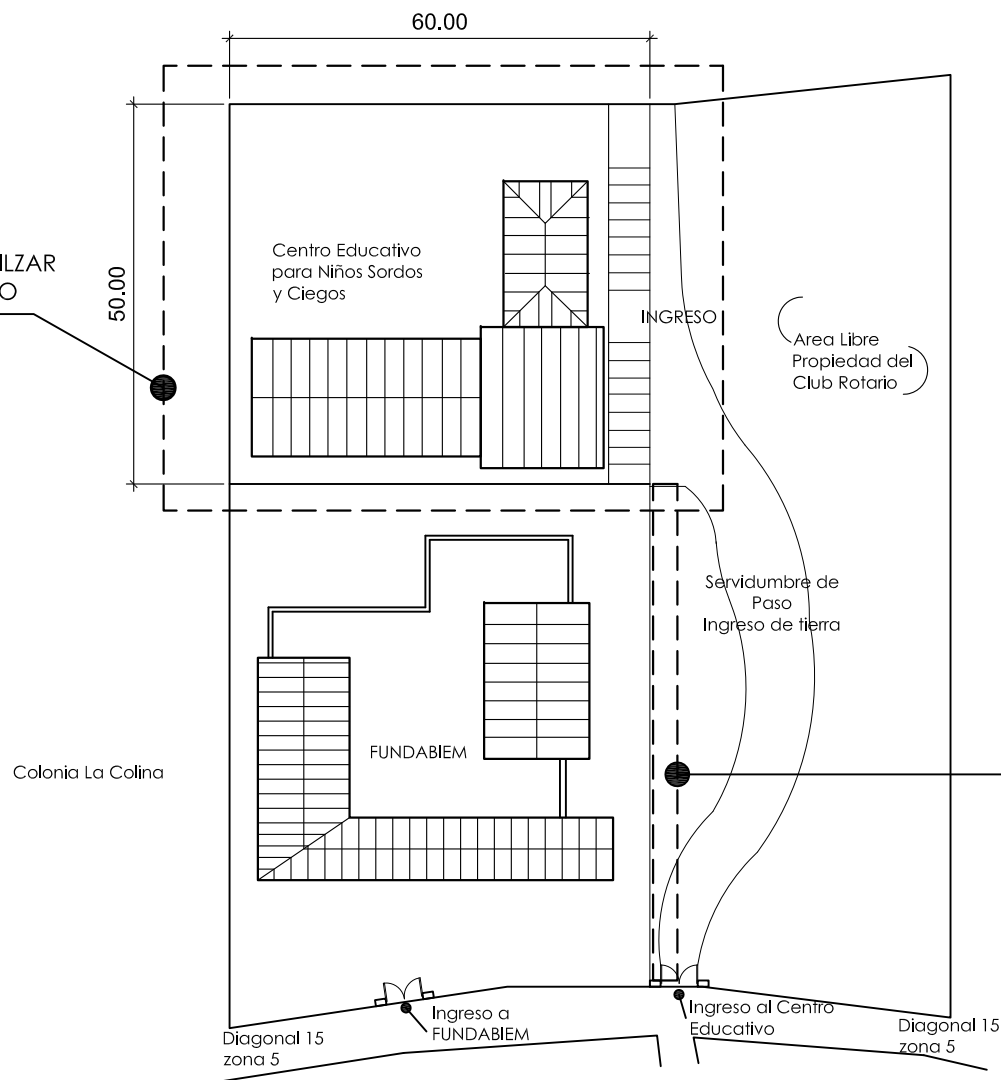 60.00
50.00
ILZAR
O
Centro Educativo
para Niños Sordos
y Ciegos
INGRESO
Area Libre
Propiedad del
Club Rotario
Servidumbre de
Paso
Ingreso de tierra
FUNDABIEM
Colonia La Colina
Ingreso a
FUNDABIEM
Ingreso al Centro
Educativo
Diagonal 15
zona 5
Diagonal 15
zona 5